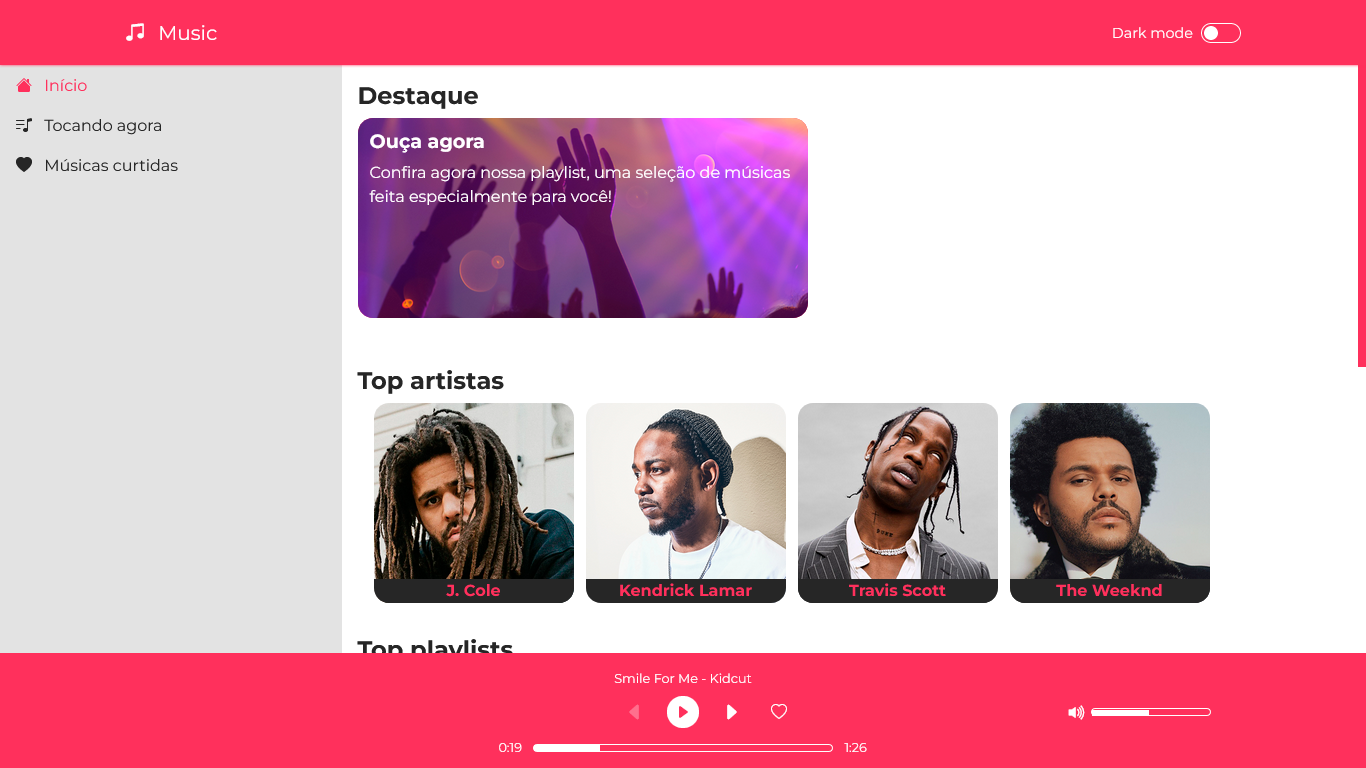 Music
Dark mode
Início
Tocando agora
Músicas curtidas
Destaque
Ouça agora
Confira agora nossa playlist, uma seleção de músicas
feita especialmente para você!
Top artistas
J. Cole
Kendrick Lamar
Travis Scott
The Weeknd
Top playlists
Smile For Me - Kidcut
0:19
1:26